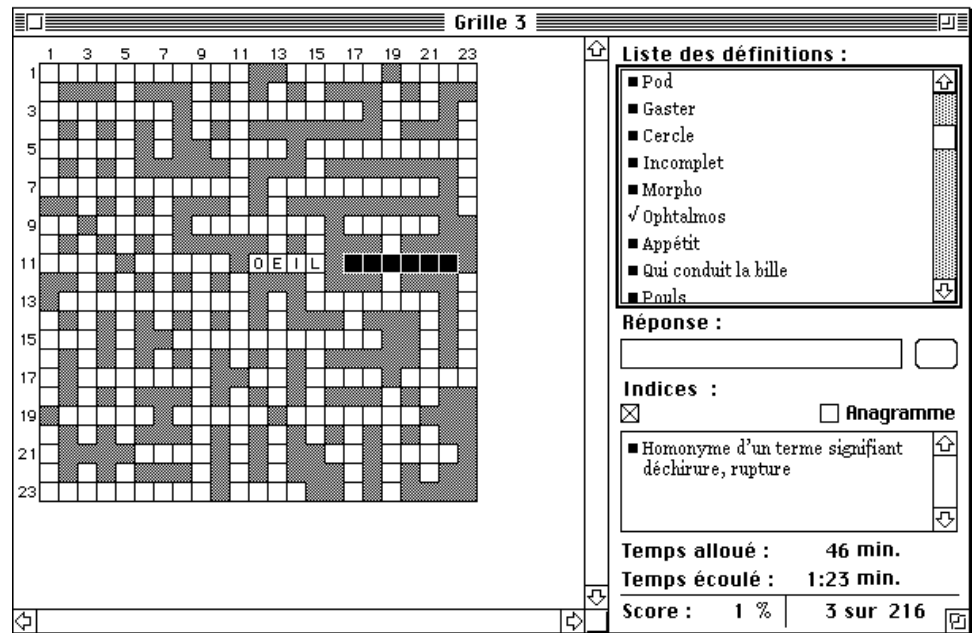 Grille 3
1 3 5 7 9 11 13 15 17 19 21 23
1
3
5
7
9
11 O E I L
13
15
17
19
21
23
Liste des définitions :
Pod
Gaster
Cercle
Incomplet
Morpho
√ Ophtalmos
Appétit
Qui conduit la bille
Pouls
Réponse :
Indices :
Anagramme
Homonyme d'un terme signifiant
déchirure, rupture
Temps alloué : 46 min.
Temps écoulé : 1:23 min.
Score : 1 % 3 sur 216